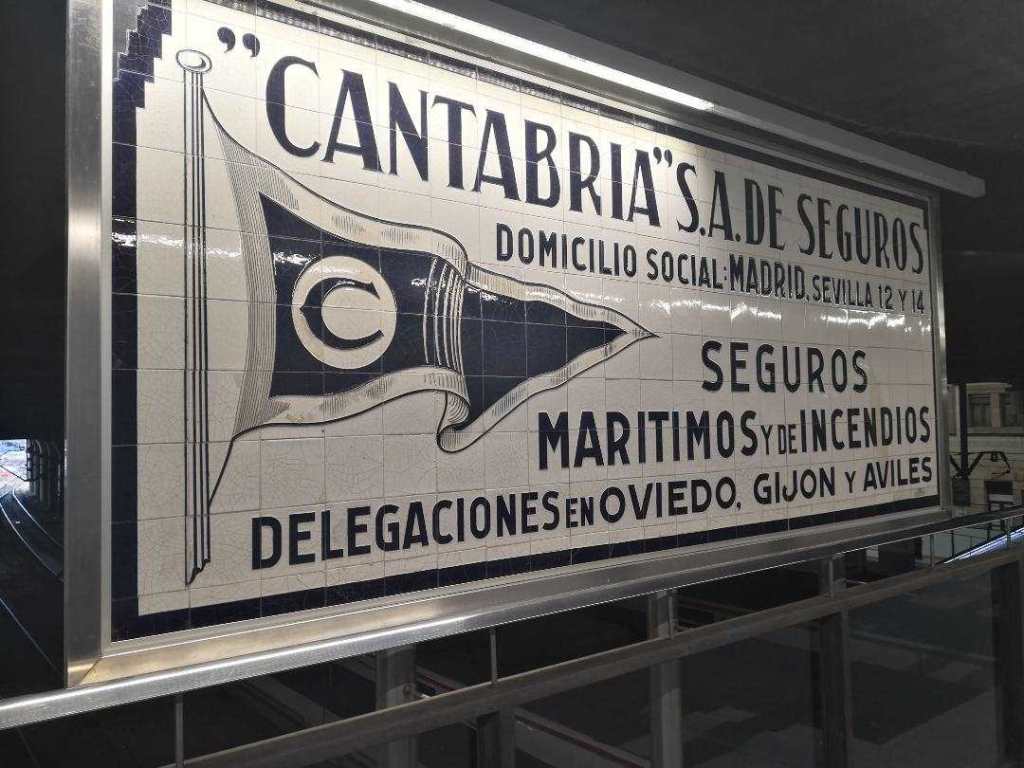 "CANTABRIA" S.A. DE SEGUROS
DOMICILIO SOCIAL: MADRID, SEVILLA 12 Y 14
C
SEGUROS
MARITIMOS Y DE INCENDIOS
DELEGACIONES EN OVIEDO, GIJON Y AVILES